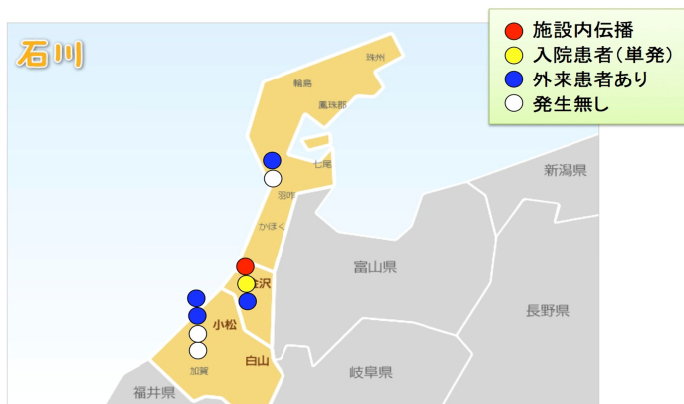 石川
施設内伝播
入院患者(単発)
外来患者あり
発生無し
珠州
輪島
鳳珠郡
七尾
羽咋
かほく
新潟県
富山県
金沢
長野県
小松
白山
加賀
岐阜県
福井県